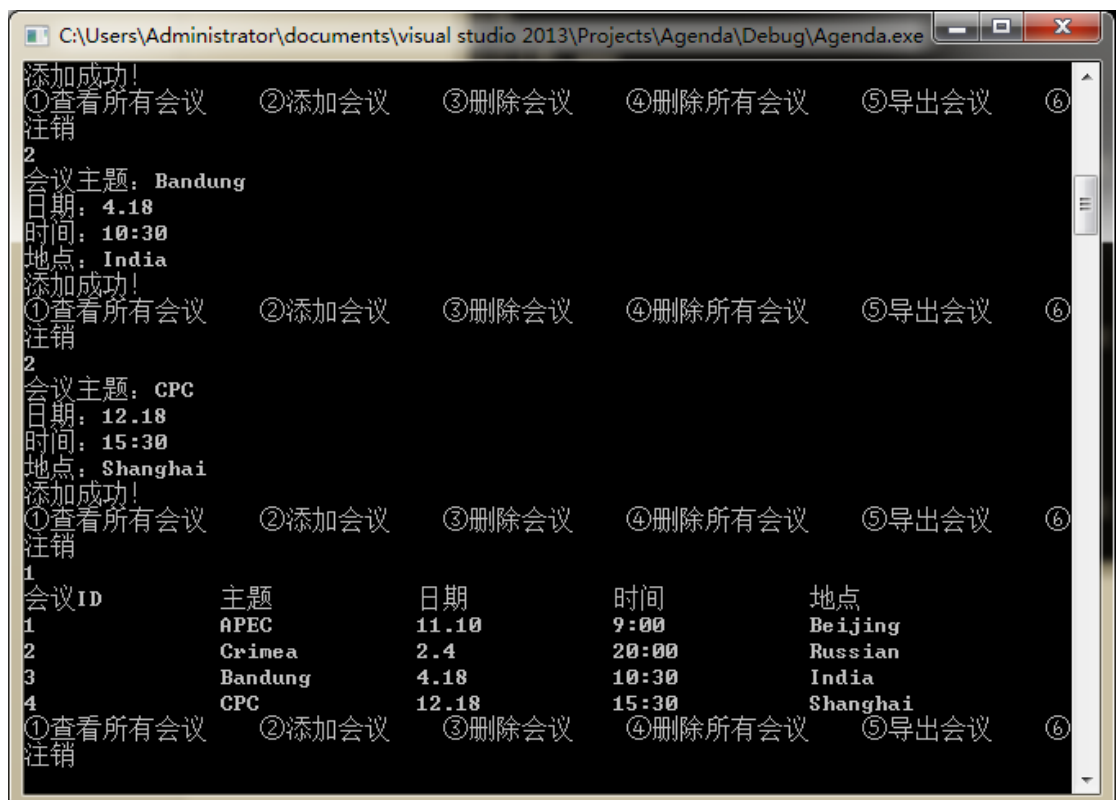 C:\Users\Administrator\documents\visual studio 2013\Projects\Agenda\Debug\Agenda.exe
添加成功!
①查看所有会议 ②添加会议 ③删除会议 ④删除所有会议 ⑤导出会议 ⑥
注销
2
会议主题: Bandung
日期: 4.18
时间: 10:30
地点: India
添加成功!
①查看所有会议 ②添加会议 ③删除会议 ④删除所有会议 ⑤导出会议 ⑥
注销
2
会议主题: CPC
日期: 12.18
时间: 15:30
地点: Shanghai
添加成功!
①查看所有会议 ②添加会议 ③删除会议 ④删除所有会议 ⑤导出会议 ⑥
注销
1
会议ID 主题 日期 时间 地点
1 APEC 11.10 9:00 Beijing
2 Crimea 2.4 20:00 Russian
3 Bandung 4.18 10:30 India
4 CPC 12.18 15:30 Shanghai
①查看所有会议 ②添加会议 ③删除会议 ④删除所有会议 ⑤导出会议 ⑥
注销